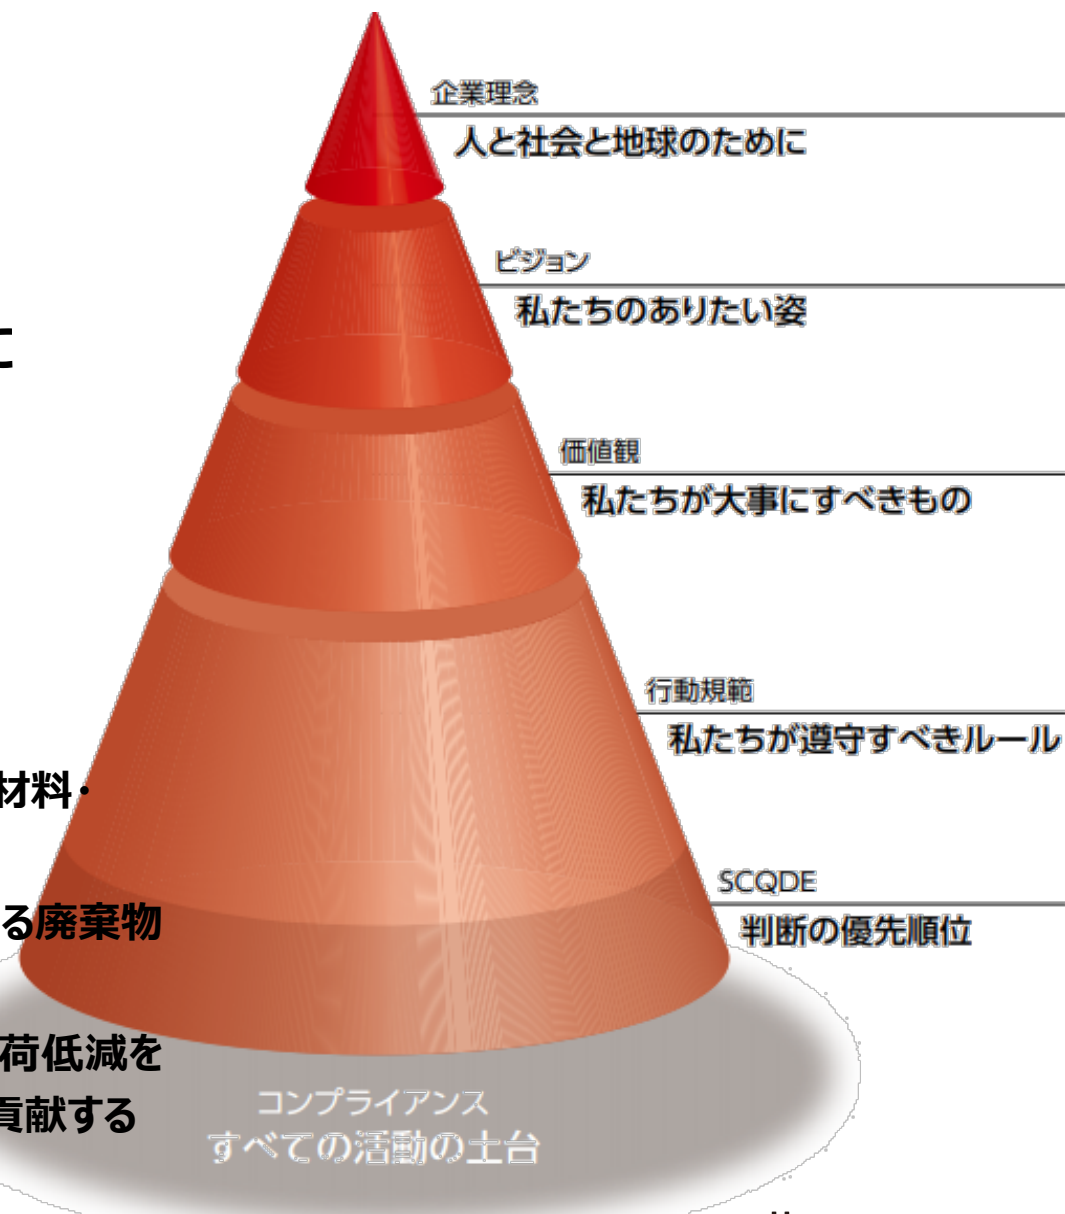 企業理念
人と社会と地球のために
ビジョン
私たちのありたい姿
に
価値観
私たちが大事にすべきもの
行動規範
私たちが遵守すべきルール
材料・
SCQDE
判断の優先順位
る廃棄物
荷低減を
貢献する
コンプライアンス
すべての活動の土台